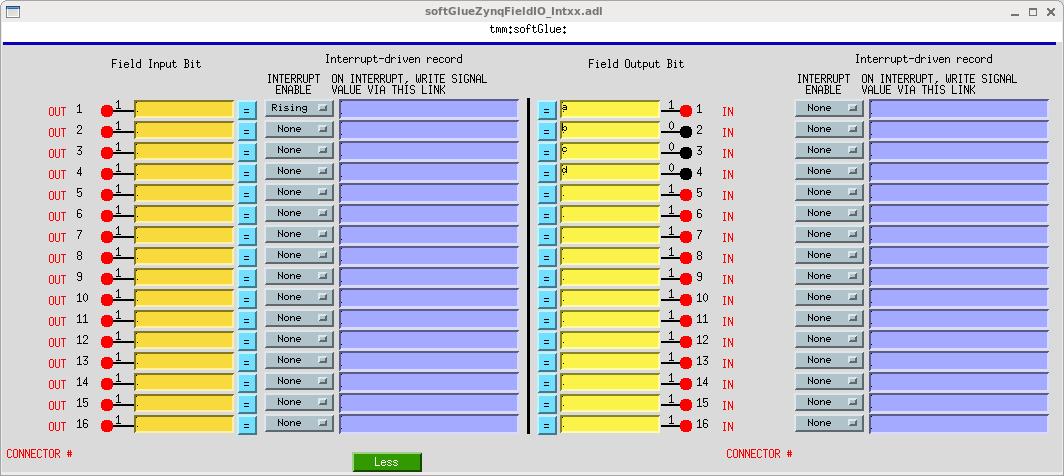 softGlueZynqFieldIO_Intxx.adl
tmm:softGlue:
Field Input Bit Interrupt-driven record Field Output Bit Interrupt-driven record
INTERRUPT ON INTERRUPT, WRITE SIGNAL INTERRUPT ON INTERRUPT, WRITE SIGNAL
ENABLE VALUE VIA THIS LINK ENABLE VALUE VIA THIS LINK
OUT 1 1 = Rising = a 1 1 IN None
OUT 2 1 = None = b 0 2 IN None
OUT 3 1 = None = c 0 3 IN None
OUT 4 1 = None = d 0 4 IN None
OUT 5 1 = None = 1 5 IN None
OUT 6 1 = None = 1 6 IN None
OUT 7 1 = None = 1 7 IN None
OUT 8 1 = None = 1 8 IN None
OUT 9 1 = None = 1 9 IN None
OUT 10 1 = None = 1 10 IN None
OUT 11 1 = None = 1 11 IN None
OUT 12 1 = None = 1 12 IN None
OUT 13 1 = None = 1 13 IN None
OUT 14 1 = None = 1 14 IN None
OUT 15 1 = None = 1 15 IN None
OUT 16 1 = None = 1 16 IN None
CONNECTOR # Less CONNECTOR #